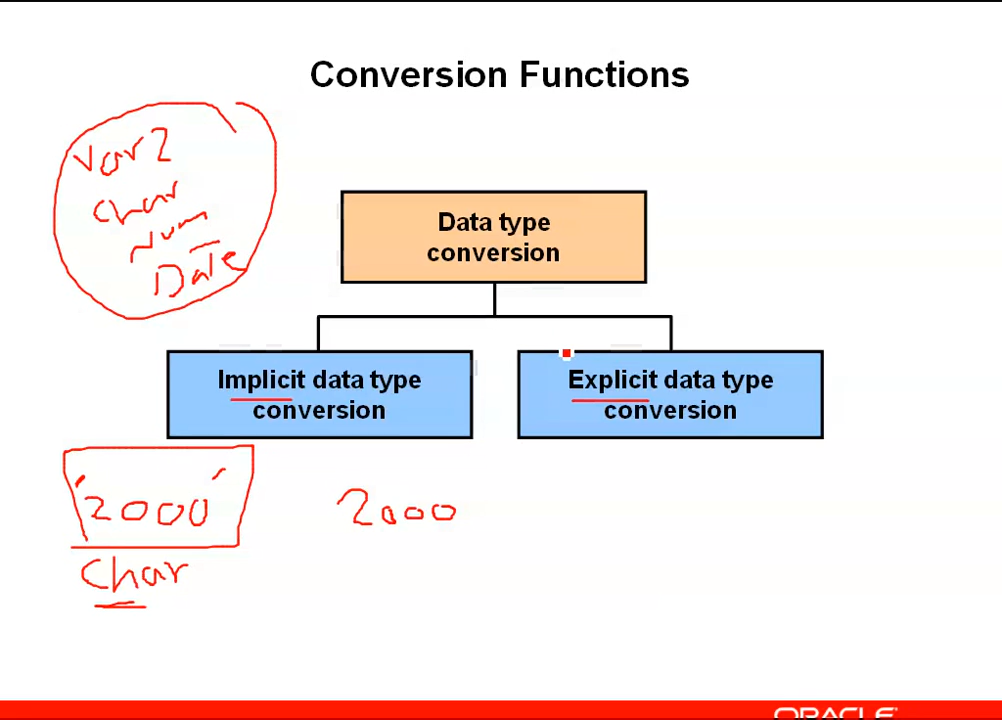 Conversion Functions
var2
char
Num
Date
Data type
conversion
Implicit data type
conversion
Explicit data type
conversion
'2000'
2000
Char
ORACLE